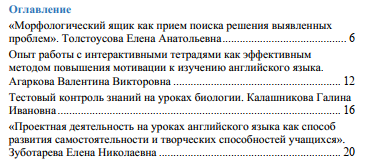 Оглавление
«Морфологический ящик как прием поиска решения выявленных
проблем». Толстоусова Елена Анатольевна........................................ 6
Опыт работы с интерактивными тетрадями как эффективным
методом повышения мотивации к изучению английского языка.
Агаркова Валентина Викторовна ........................................................ 12
Тестовый контроль знаний на уроках биологии. Калашникова Галина
Ивановна............................................................................................... 16
«Проектная деятельность на уроках английского языка как способ
развития самостоятельности и творческих способностей учащихся».
Зуботарева Елена Николаевна ............................................................. 20